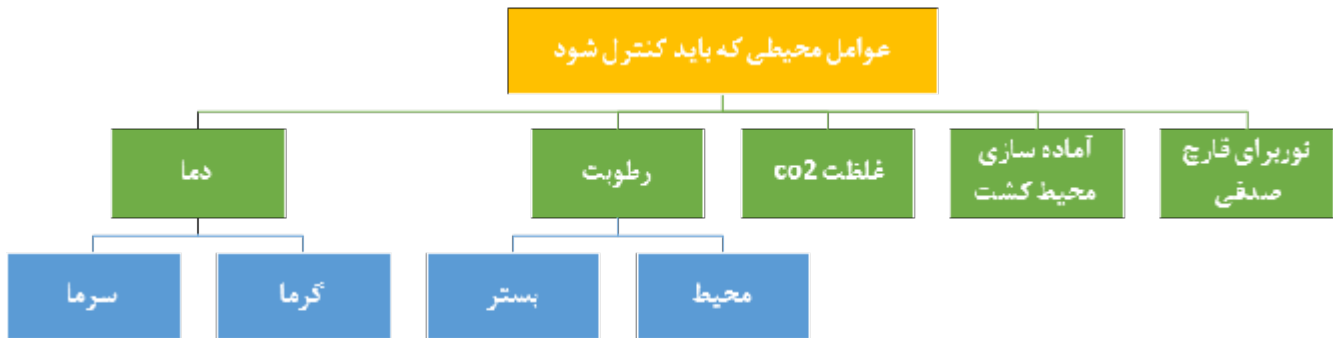 عوامل محیطی که باید کنترل شود
نوربرای قارچ
صدفی
آماده سازی
محیط کشت
غلظت co2
رطوبت
دما
محیط
بستر
گرما
سرما